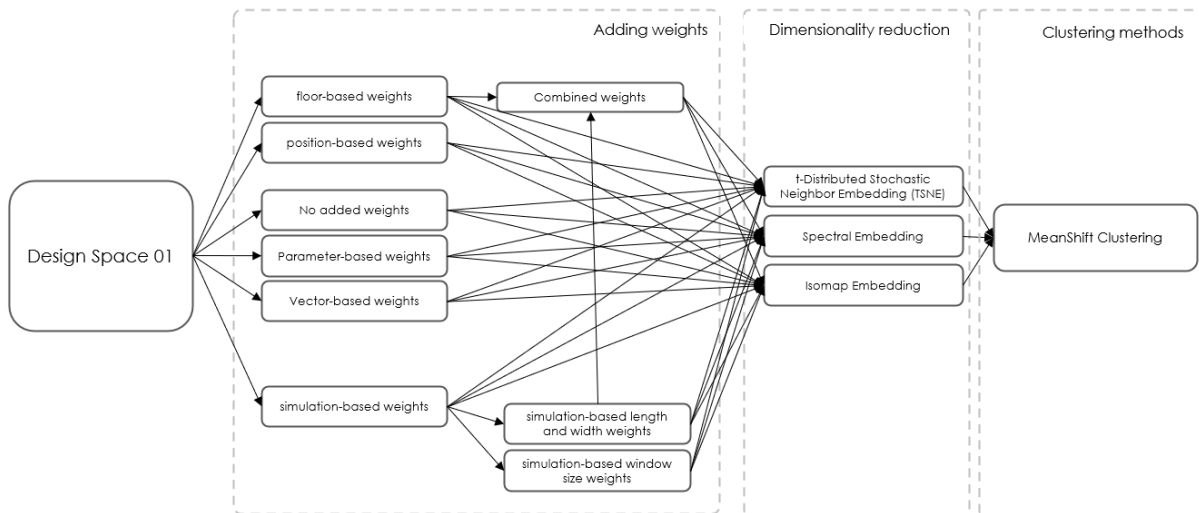 Adding weights
Dimensionality reduction
Clustering methods
floor-based weights
Combined weights
position-based weights
t-Distributed Stochastic
Neighbor Embedding (TSNE)
No added weights
Design Space 01
Parameter-based weights
Spectral Embedding
MeanShift Clustering
Vector-based weights
Isomap Embedding
simulation-based weights
simulation-based length
and width weights
simulation-based window
size weights